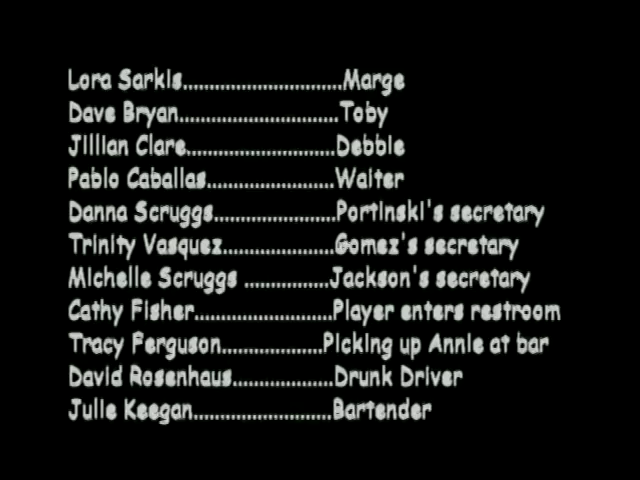 Lora Sarkis..............................Marge
Dave Bryan..............................Toby
Jillian Clare............................Debbie
Pablo Caballas........................Waiter
Danna Scruggs.......................Portinski's secretary
Trinity Vasquez.....................Gomez's secretary
Michelle Scruggs ................Jackson's secretary
Cathy Fisher..........................Player enters restroom
Tracy Ferguson...................Picking up Annie at bar
David Rosenhaus...................Drunk Driver
Julie Keegan..........................Bartender